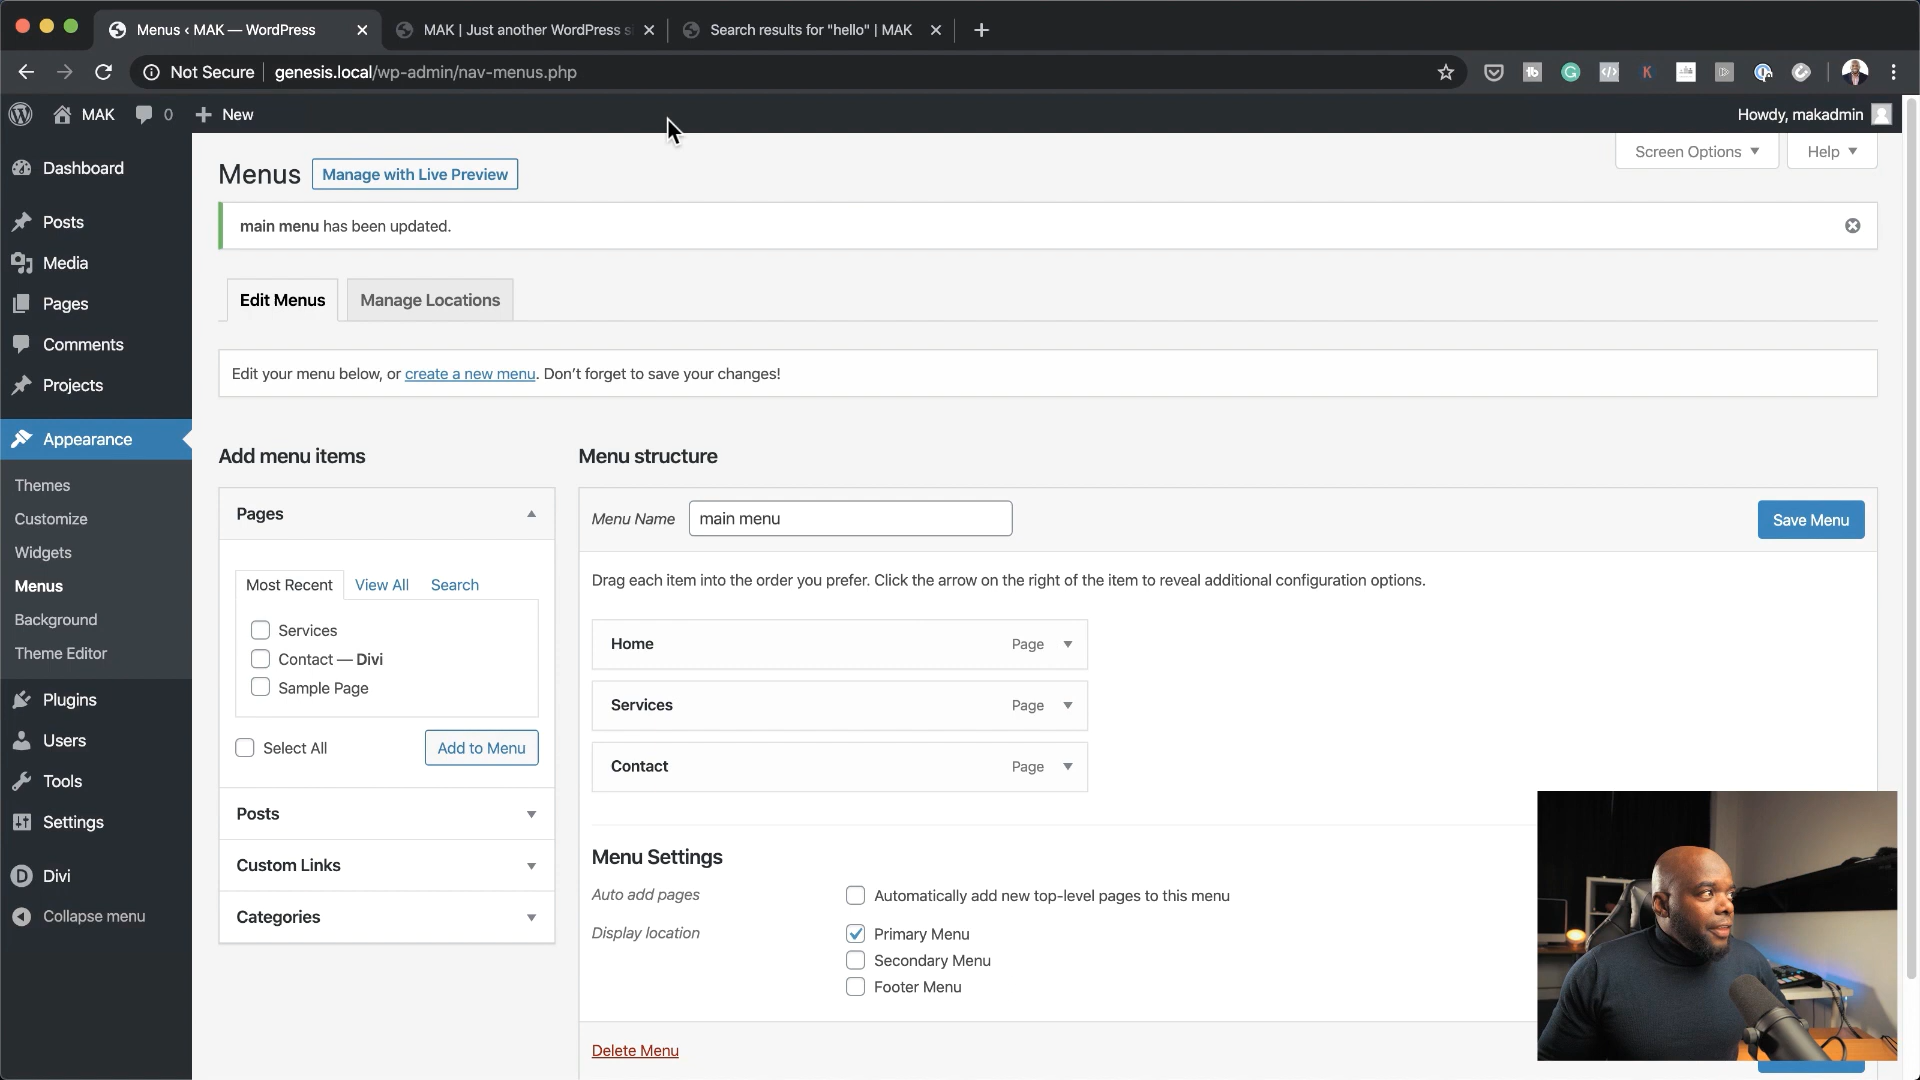 Menus ‹ MAK — WordPress
MAK | Just another WordPress s
Search results for "hello" | MAK
Not Secure
genesis.local/wp-admin/nav-menus.php
MAK
0
New
Howdy, makadmin
Screen Options
Help
Dashboard
Posts
Media
Pages
Comments
Projects
Appearance
Themes
Customize
Widgets
Menus
Background
Theme Editor
Plugins
Users
Tools
Settings
Divi
Collapse menu
Menus
Manage with Live Preview
main menu has been updated.
Edit Menus
Manage Locations
Edit your menu below, or create a new menu. Don’t forget to save your changes!
Add menu items
Pages
Most Recent
View All
Search
Services
Contact — Divi
Sample Page
Select All
Add to Menu
Posts
Custom Links
Categories
Menu structure
Menu Name
main menu
Save Menu
Drag each item into the order you prefer. Click the arrow on the right of the item to reveal additional configuration options.
Home
Page
Services
Page
Contact
Page
Menu Settings
Auto add pages
Automatically add new top-level pages to this menu
Display location
Primary Menu
Secondary Menu
Footer Menu
Delete Menu